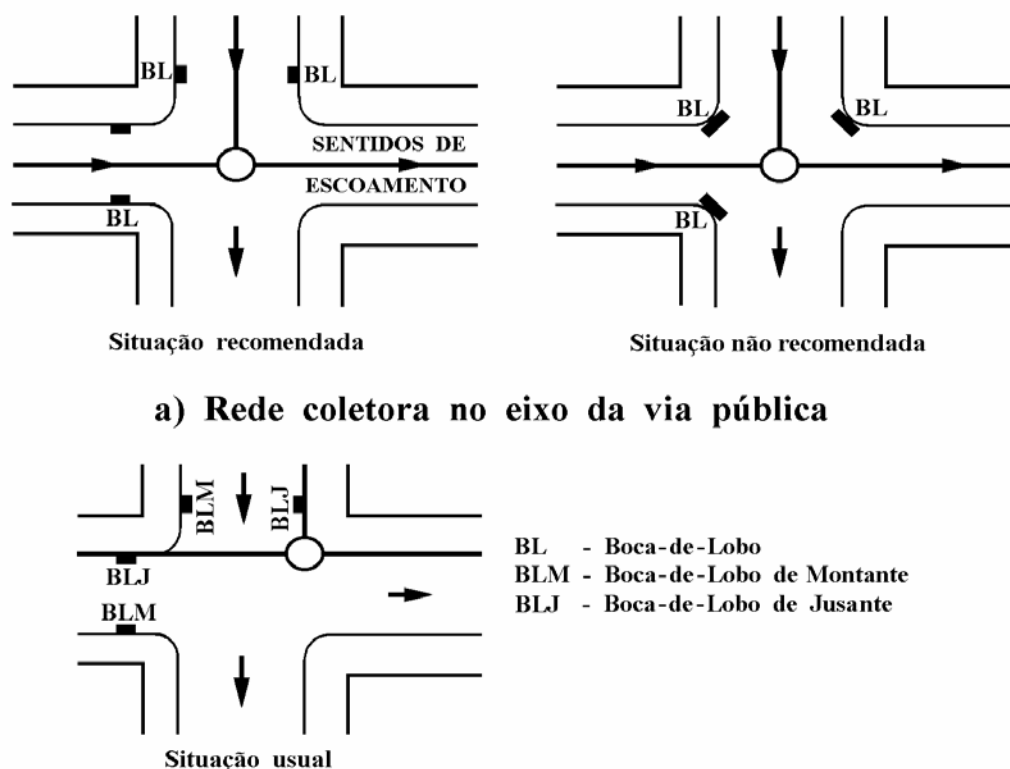 BL
BL
SENTIDOS DE
ESCOAMENTO
BL
Situação recomendada
BL
BL
BL
Situação não recomendada
a) Rede coletora no eixo da via pública
BLM
BLJ
BLJ
BLM
Situação usual
BL - Boca-de-Lobo
BLM - Boca-de-Lobo de Montante
BLJ - Boca-de-Lobo de Jusante